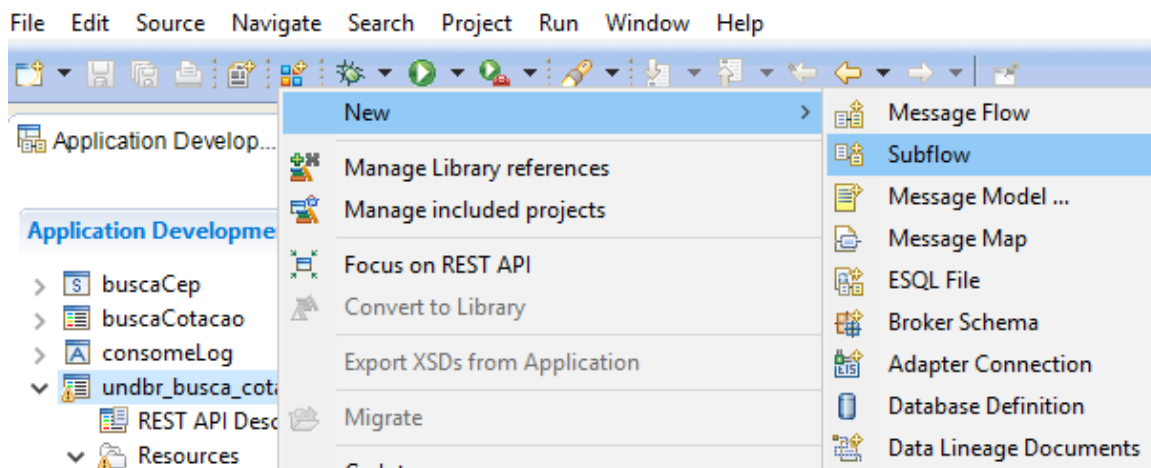 File Edit Source Navigate Search Project Run Window Help
Application Develop...
Application Developme
buscaCep
buscaCotacao
consomeLog
undbr_busca_cota
REST API Desc
Resources
New
Manage Library references
Manage included projects
Focus on REST API
Convert to Library
Export XSDs from Application
Migrate
Message Flow
Subflow
Message Model ...
Message Map
ESQL File
Broker Schema
Adapter Connection
Database Definition
Data Lineage Documents